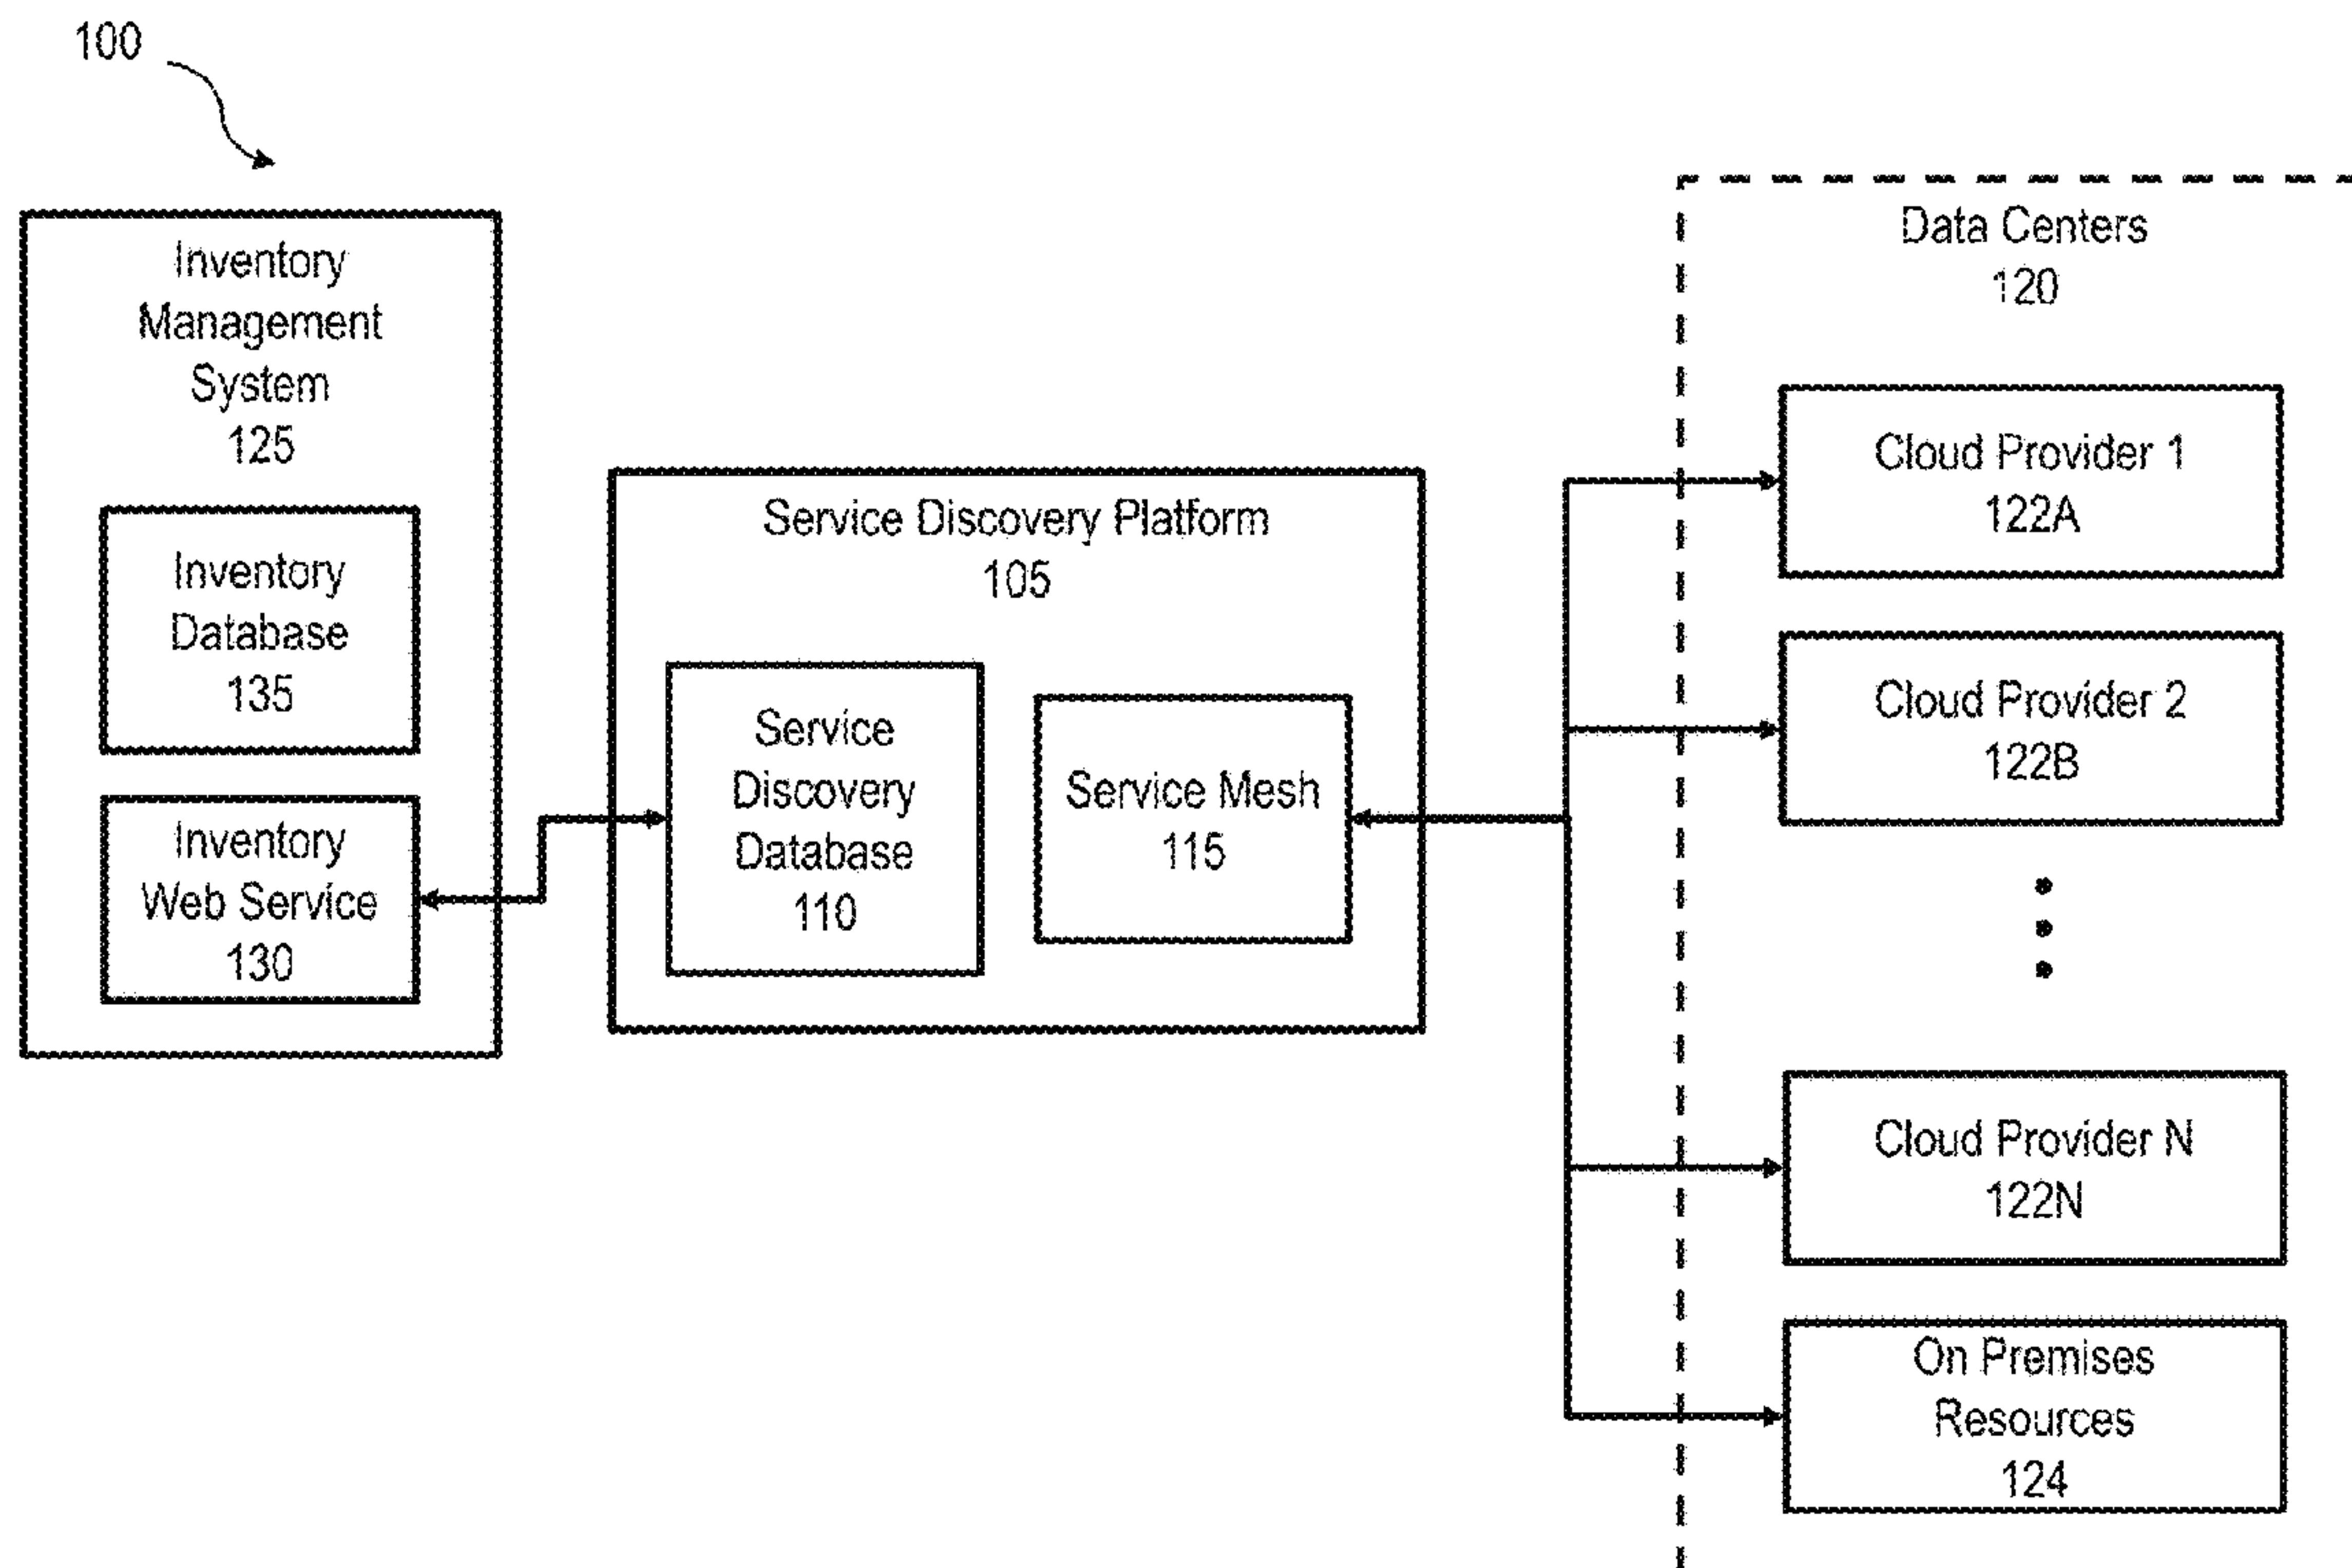 100
Inventory
Management
System
125
Inventory
Database
135
Inventory
Web Service
130
Service Discovery Platform
105
Service
Discovery
Database
110
Service Mesh
115
Data Centers
120
Cloud Provider 1
122A
Cloud Provider 2
122B
Cloud Provider N
122N
On Premises
Resources
124